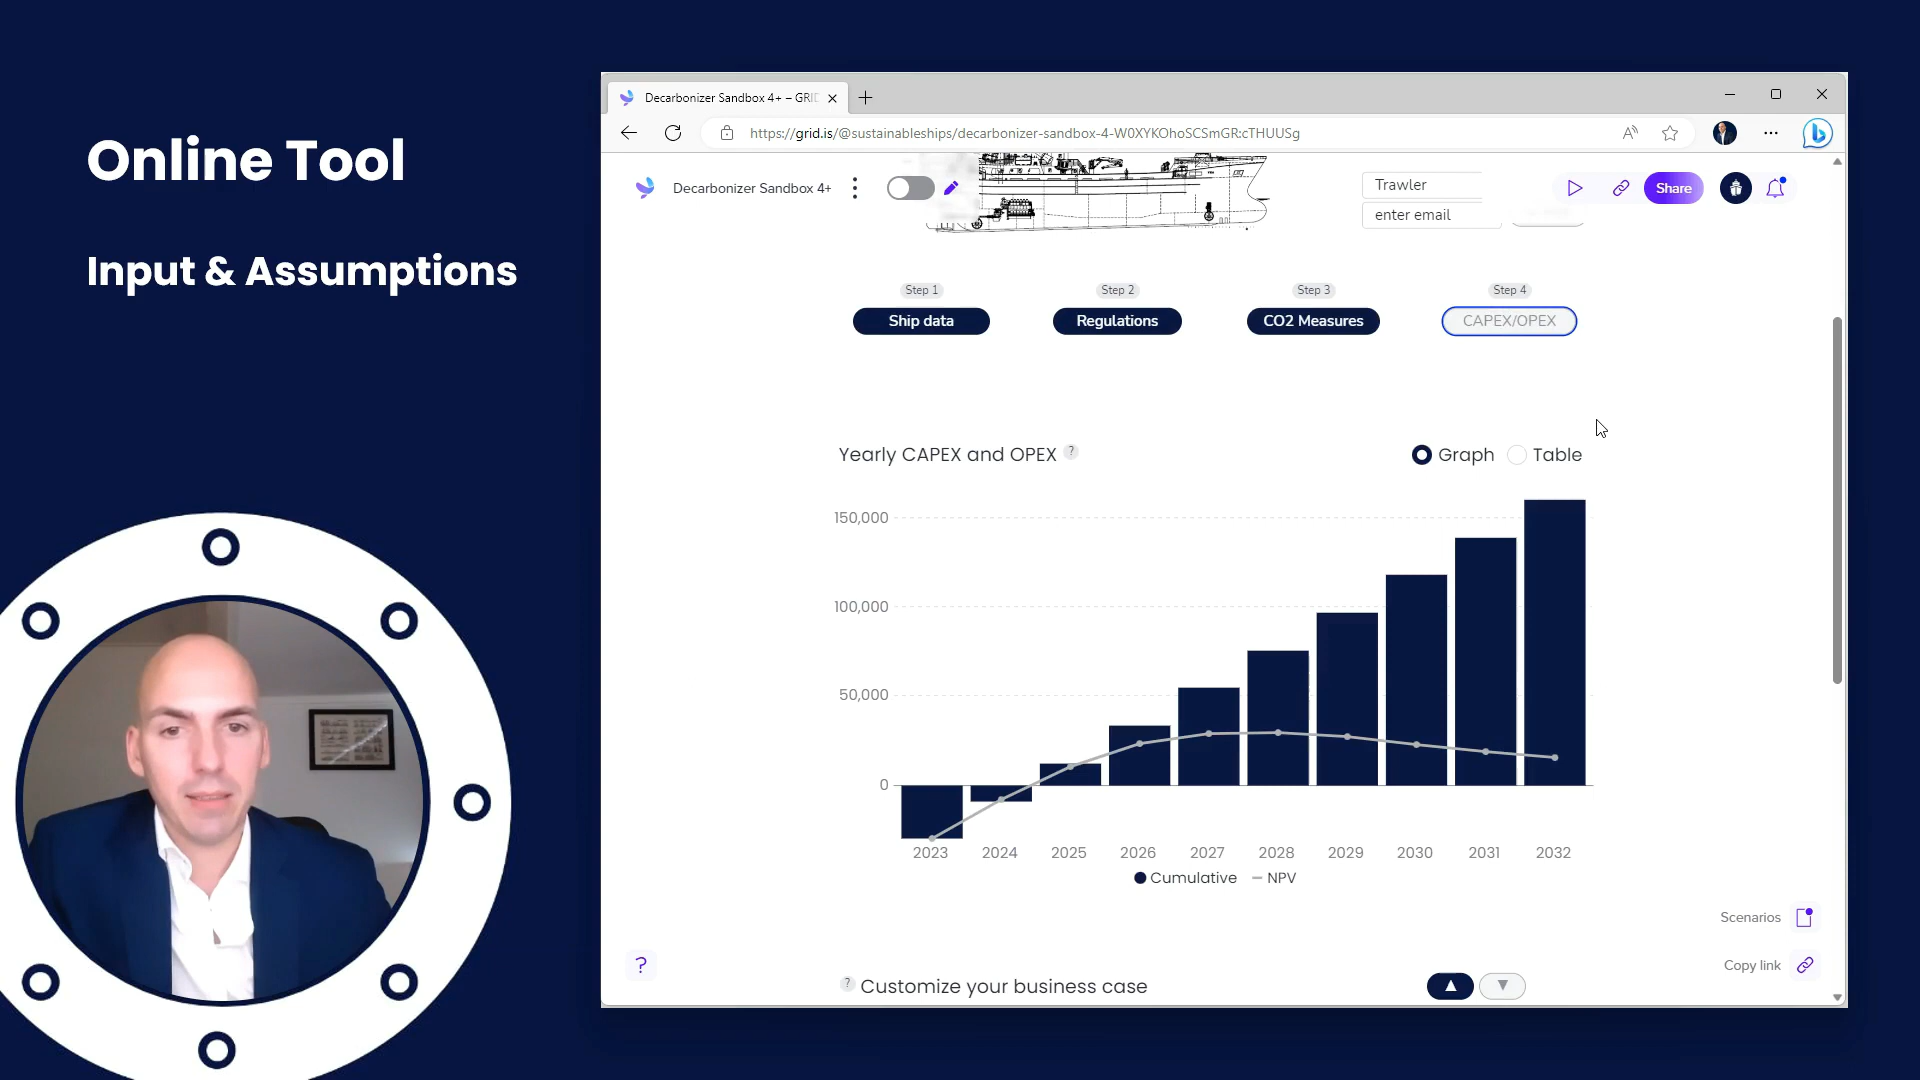 Online Tool
Input & Assumptions
Decarbonizer Sandbox 4+ – GRID
https://grid.is/@sustainableships/decarbonizer-sandbox-4-W0XYKOhoSCSmGR:cTHUUSg
Decarbonizer Sandbox 4+
Trawler
enter email
Share
Step 1
Step 2
Step 3
Step 4
Ship data
Regulations
CO2 Measures
CAPEX/OPEX
Yearly CAPEX and OPEX ?
Graph
Table
150,000
100,000
50,000
0
2023 2024 2025 2026 2027 2028 2029 2030 2031 2032
Cumulative
NPV
Scenarios
Copy link
?
? Customize your business case